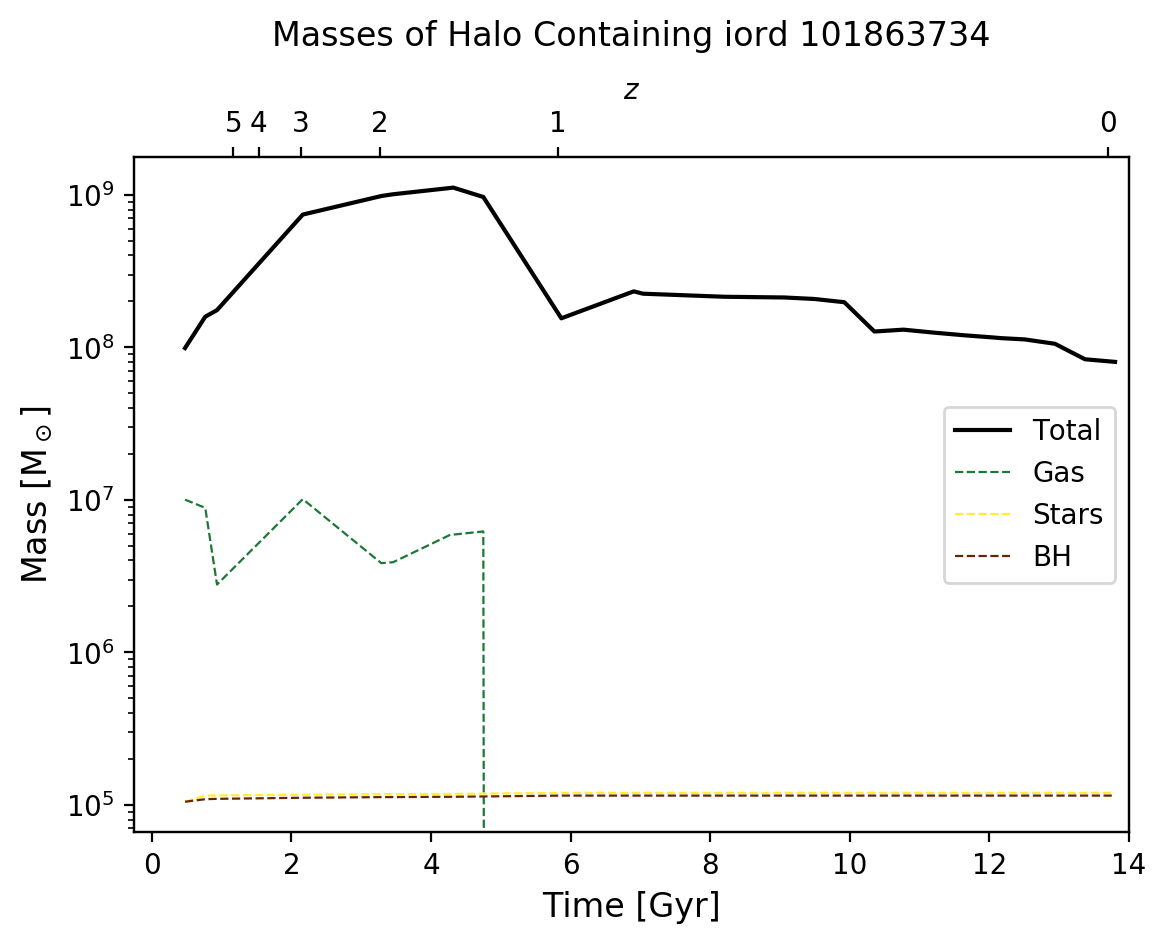 Masses of Halo Containing iord 101863734
z
5 4 3 2 1 0
10⁹
10⁸
10⁷
10⁶
10⁵
Mass [M⊙]
Total
Gas
Stars
BH
0 2 4 6 8 10 12 14
Time [Gyr]